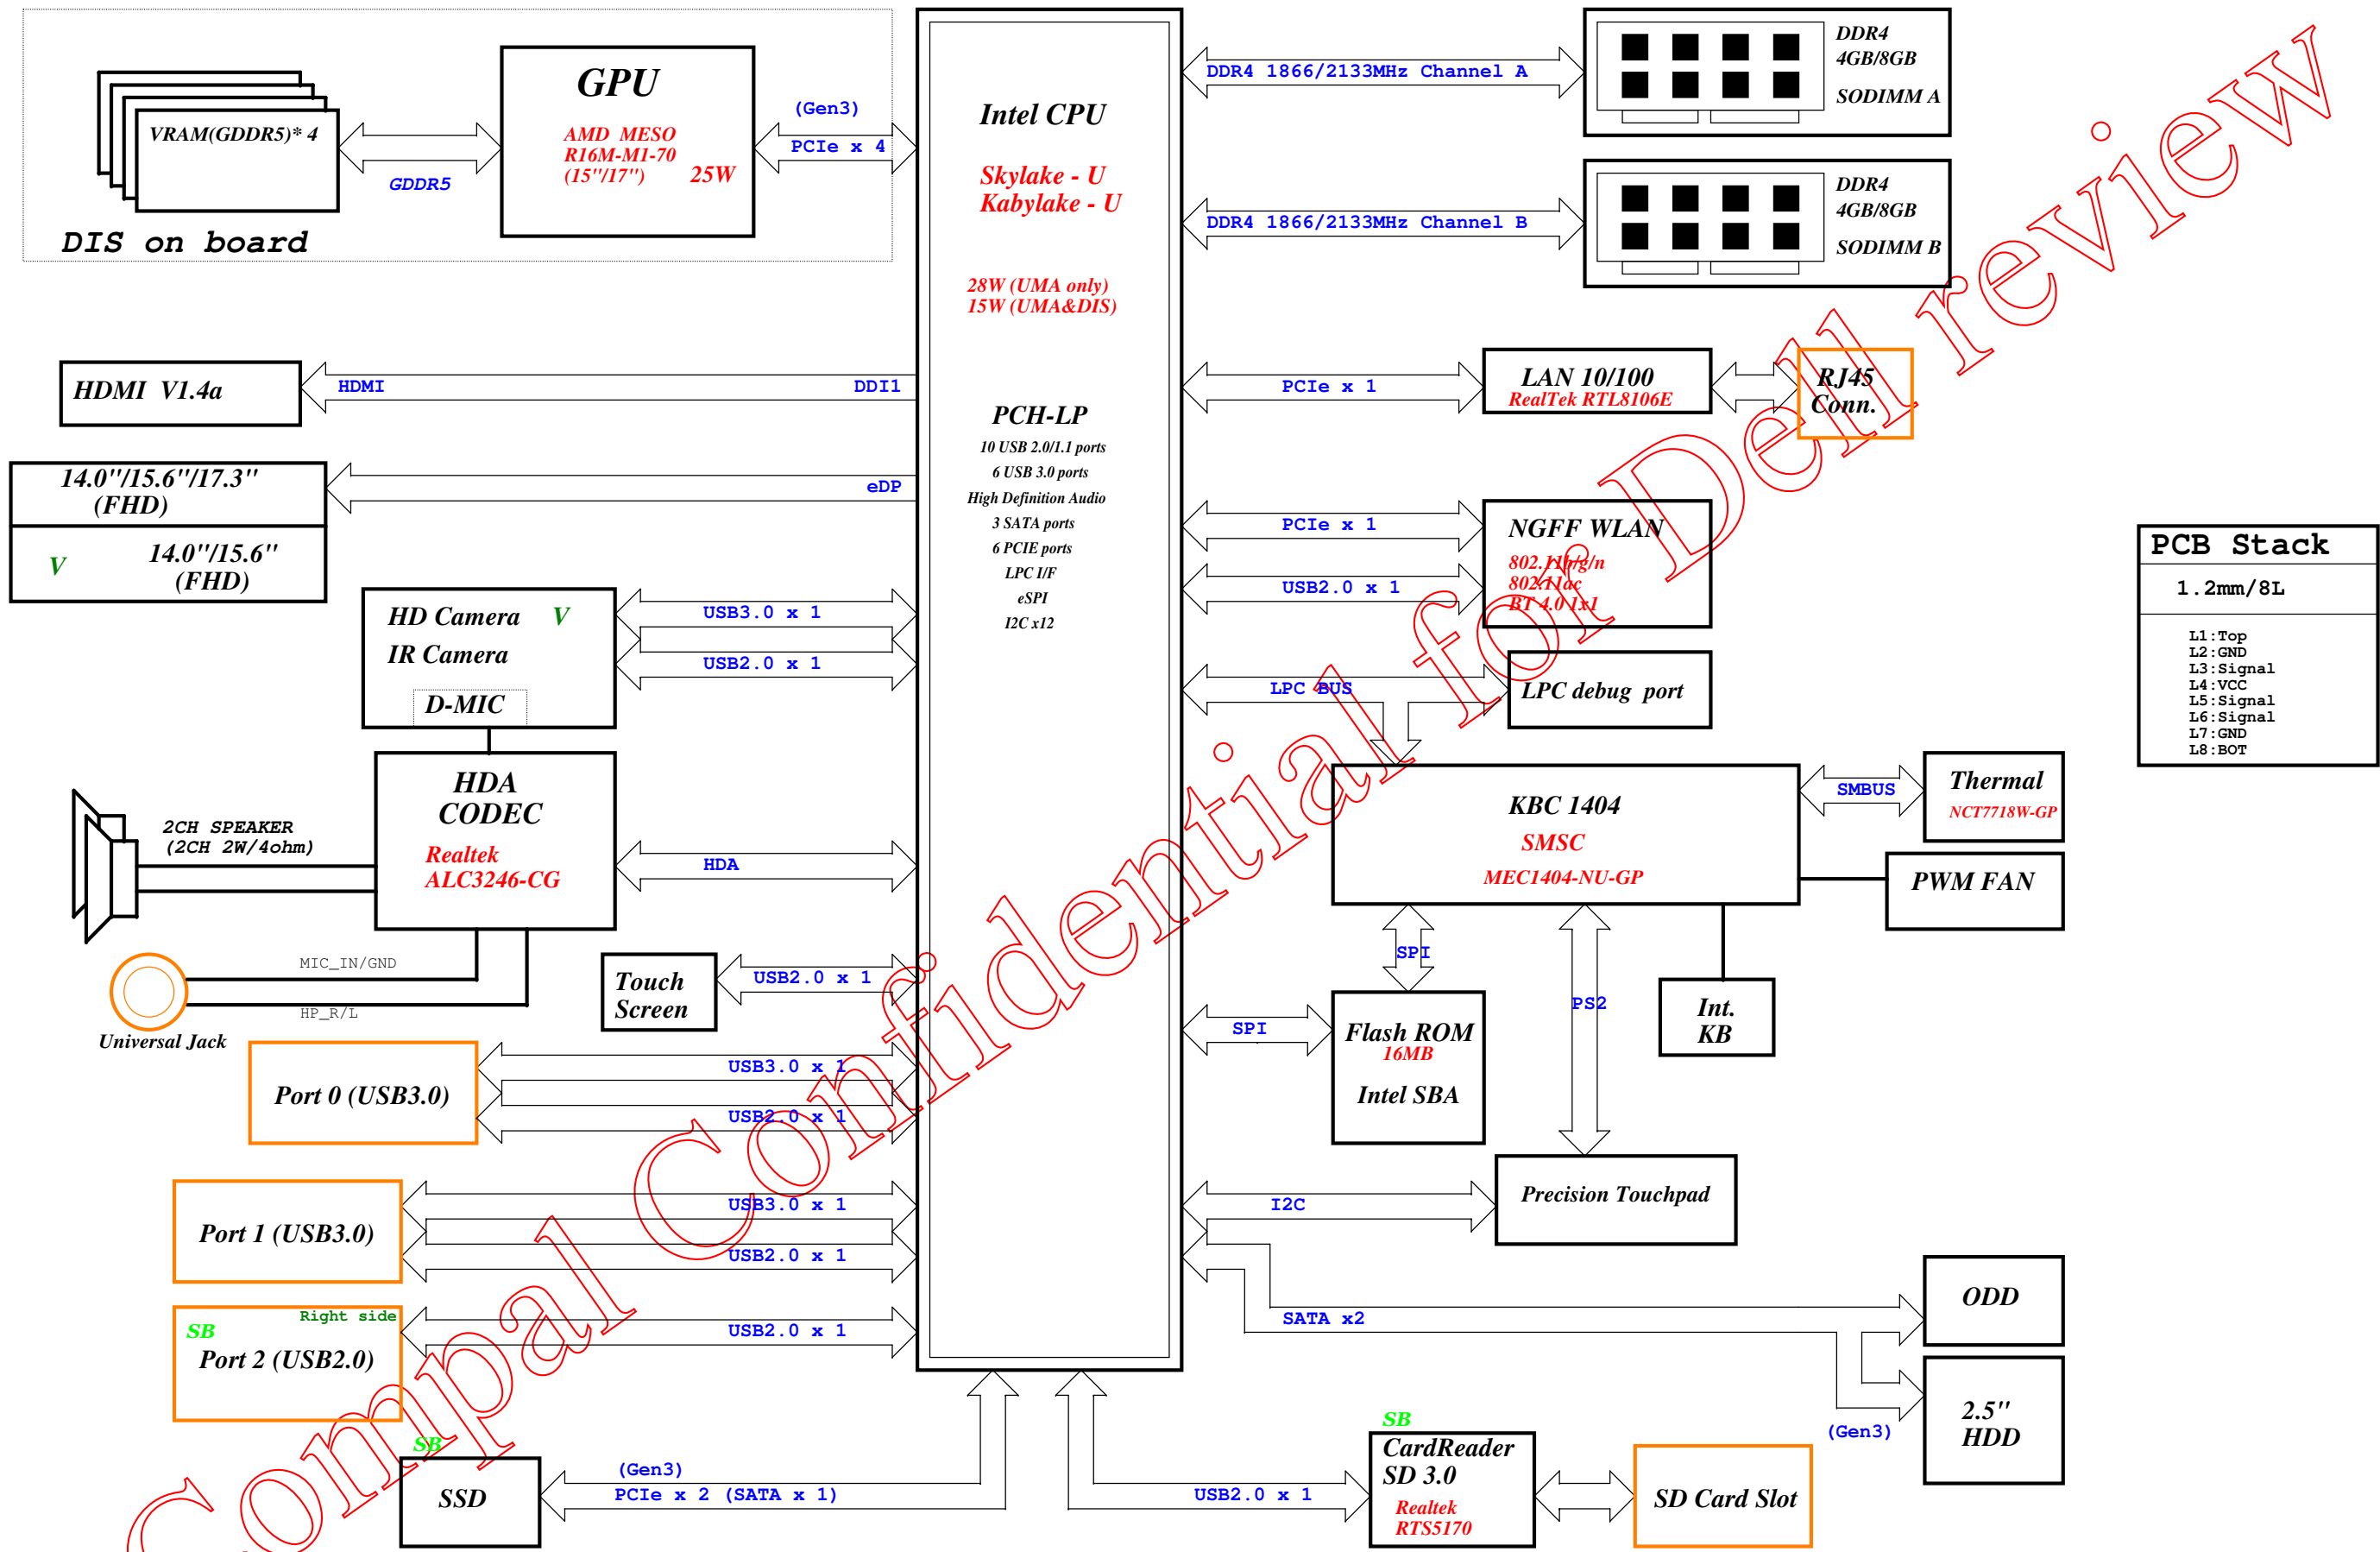 VRAM(GDDR5)* 4
GDDR5
DIS on board
GPU
AMD MESO
R16M-M1-70
(15"/17") 25W
(Gen3)
PCIe x 4
Intel CPU
Skylake - U
Kabylake - U
28W (UMA only)
15W (UMA&DIS)
PCH-LP
10 USB 2.0/1.1 ports
6 USB 3.0 ports
High Definition Audio
3 SATA ports
6 PCIE ports
LPC I/F
eSPI
I2C x12
DDR4 1866/2133MHz Channel A
DDR4
4GB/8GB
SODIMM A
DDR4 1866/2133MHz Channel B
DDR4
4GB/8GB
SODIMM B
HDMI V1.4a
HDMI
DDI1
14.0"/15.6"/17.3"
(FHD)
eDP
V 14.0"/15.6"
(FHD)
HD Camera V
IR Camera
D-MIC
USB3.0 x 1
USB2.0 x 1
HDA
CODEC
Realtek
ALC3246-CG
HDA
2CH SPEAKER
(2CH 2W/4ohm)
MIC_IN/GND
HP_R/L
Universal Jack
Touch
Screen
USB2.0 x 1
Port 0 (USB3.0)
USB3.0 x 1
USB2.0 x 1
Port 1 (USB3.0)
USB3.0 x 1
USB2.0 x 1
Right side
SB
Port 2 (USB2.0)
USB2.0 x 1
SB
SSD
(Gen3)
PCIe x 2 (SATA x 1)
PCIe x 1
LAN 10/100
RealTek RTL8106E
RJ45
Conn.
PCIe x 1
USB2.0 x 1
NGFF WLAN
802.11b/g/n
802.11ac
BT 4.0 1x1
LPC BUS
LPC debug port
KBC 1404
SMSC
MEC1404-NU-GP
SMBUS
Thermal
NCT7718W-GP
PWM FAN
SPI
PS2
Int.
KB
SPI
Flash ROM
16MB
Intel SBA
I2C
Precision Touchpad
SATA x2
ODD
2.5"
HDD
(Gen3)
USB2.0 x 1
SB
CardReader
SD 3.0
Realtek
RTS5170
SD Card Slot
PCB Stack
1.2mm/8L
L1:Top
L2:GND
L3:Signal
L4:VCC
L5:Signal
L6:Signal
L7:GND
L8:BOT
Compal Confidential for Dell review